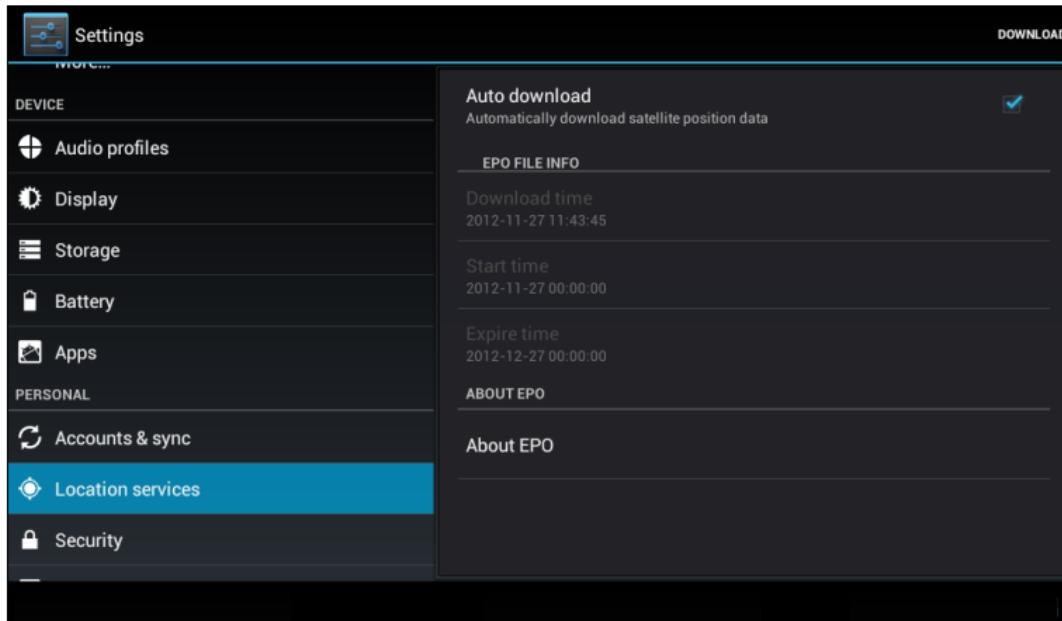 Settings
DOWNLOAD
More...
DEVICE
Audio profiles
Display
Storage
Battery
Apps
PERSONAL
Accounts & sync
Location services
Security
Auto download
Automatically download satellite position data
EPO FILE INFO
Download time
2012-11-27 11:43:45
Start time
2012-11-27 00:00:00
Expire time
2012-12-27 00:00:00
ABOUT EPO
About EPO